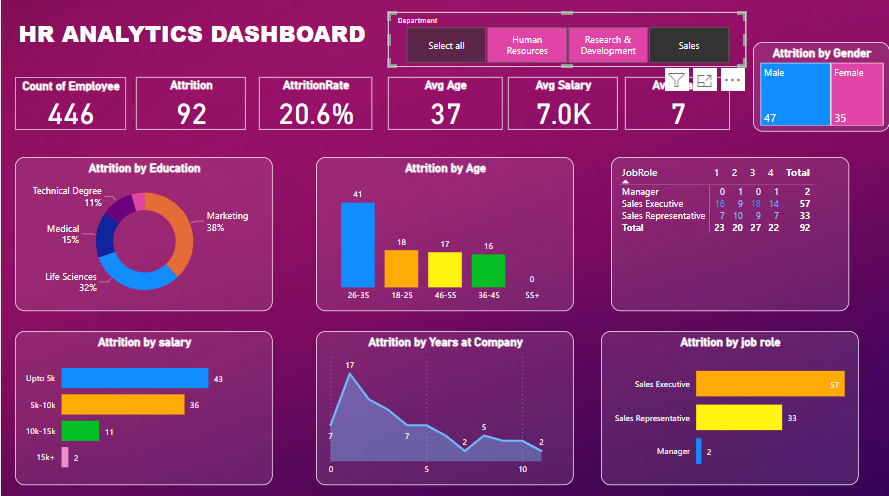 HR ANALYTICS DASHBOARD
Department
Select all
Human
Resources
Research &
Development
Sales
Count of Employee
446
Attrition
92
AttritionRate
20.6%
Avg Age
37
Avg Salary
7.0K
7
Attrition by Gender
Male
Female
47
35
Attrition by Education
Technical Degree
11%
Marketing
38%
Medical
15%
Life Sciences
32%
Attrition by Age
41
18
17
16
0
26-35 18-25 46-55 36-45 55+
JobRole 1 2 3 4 Total
Manager 0 1 0 1 2
Sales Executive 16 9 18 14 57
Sales Representative 7 10 9 7 33
Total 23 20 27 22 92
Attrition by salary
Upto 5k 43
5k-10k 36
10k-15k 11
15k+ 2
Attrition by Years at Company
17
7
7
2
5
2
0 5 10
Attrition by job role
Sales Executive 57
Sales Representative 33
Manager 2